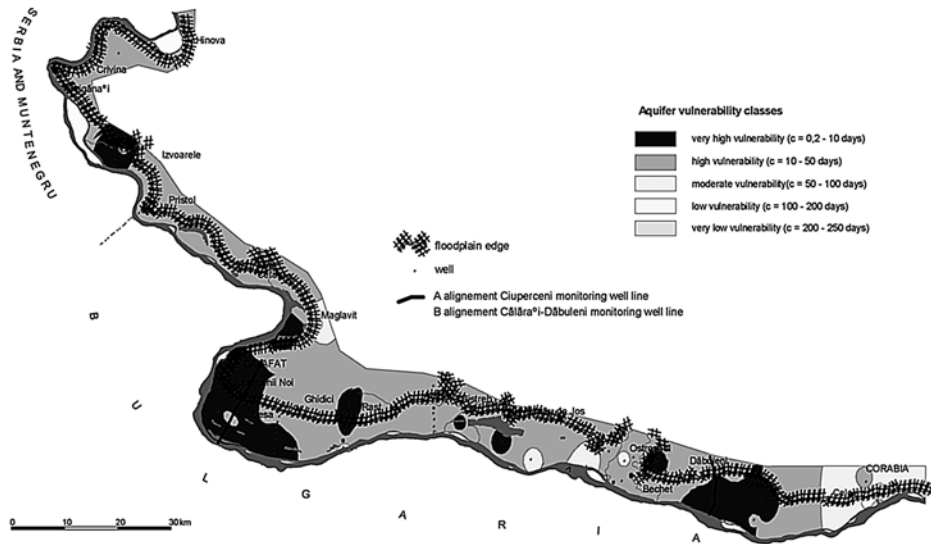 SERBIA AND MUNTENEGRU
Hinova
Crivina
Izvoarele
Pristol
Maglavit
Ghidici
Rast
Bechet
Dăbuleni
CORABIA
BULGARIA
Aquifer vulnerability classes
very high vulnerability (c = 0,2 - 10 days)
high vulnerability (c = 10 - 50 days)
moderate vulnerability(c = 50 - 100 days)
low vulnerability (c = 100 - 200 days)
very low vulnerability (c = 200 - 250 days)
floodplain edge
well
A alignement Ciuperceni monitoring well line
B alignement Călăraºi-Dăbuleni monitoring well line
0 10 20 30km